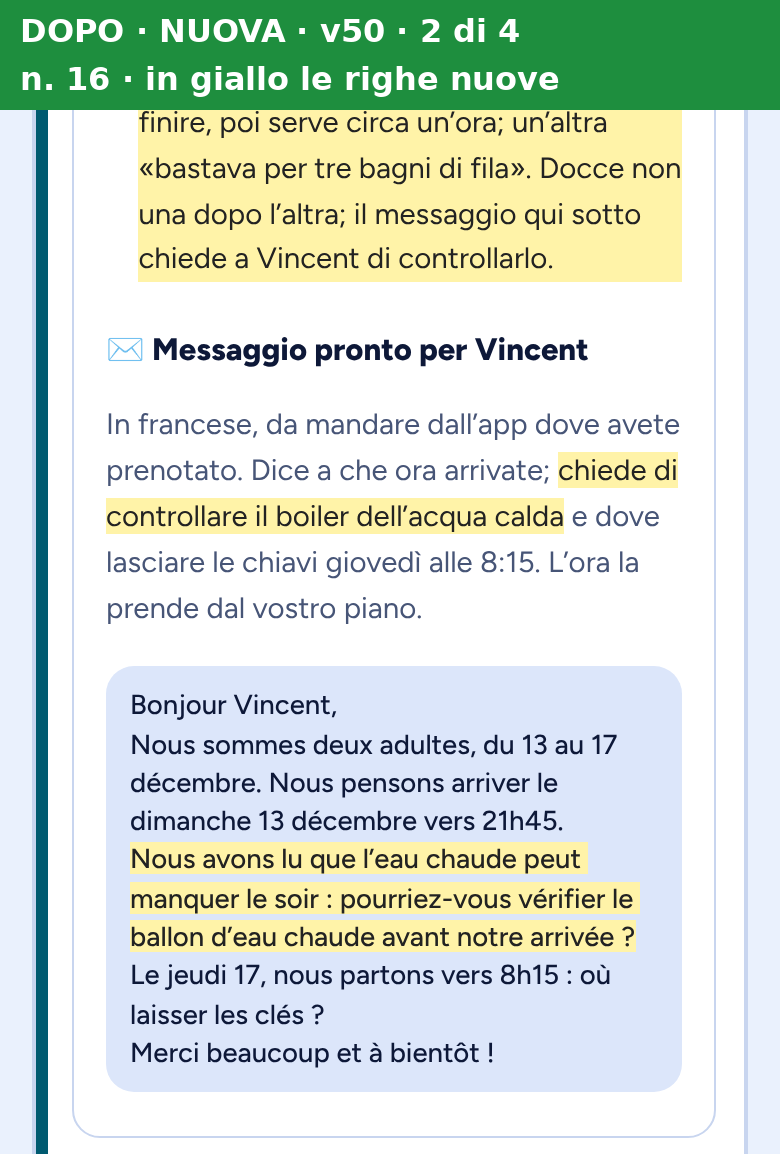 DOPO · NUOVA · v50 · 2 di 4
n. 16 · in giallo le righe nuove
finire, poi serve circa un’ora; un’altra
«bastava per tre bagni di fila». Docce non
una dopo l’altra; il messaggio qui sotto
chiede a Vincent di controllarlo.
✉️ Messaggio pronto per Vincent
In francese, da mandare dall’app dove avete
prenotato. Dice a che ora arrivate; chiede di
controllare il boiler dell’acqua calda e dove
lasciare le chiavi giovedì alle 8:15. L’ora la
prende dal vostro piano.
Bonjour Vincent,
Nous sommes deux adultes, du 13 au 17
décembre. Nous pensons arriver le
dimanche 13 décembre vers 21h45.
Nous avons lu que l’eau chaude peut
manquer le soir : pourriez-vous vérifier le
ballon d’eau chaude avant notre arrivée ?
Le jeudi 17, nous partons vers 8h15 : où
laisser les clés ?
Merci beaucoup et à bientôt !